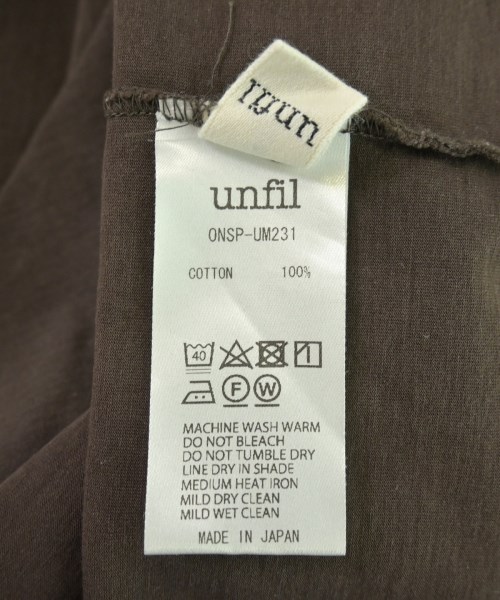 unfil
unfil
ONSP-UM231
COTTON 100%
40
F W
MACHINE WASH WARM
DO NOT BLEACH
DO NOT TUMBLE DRY
LINE DRY IN SHADE
MEDIUM HEAT IRON
MILD DRY CLEAN
MILD WET CLEAN
MADE IN JAPAN